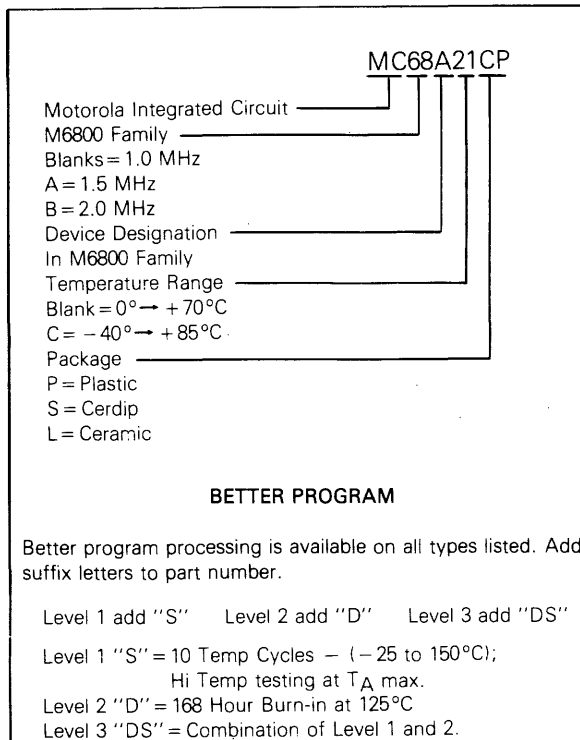 MC68A21CP
Motorola Integrated Circuit
M6800 Family
Blanks = 1.0 MHz
A = 1.5 MHz
B = 2.0 MHz
Device Designation
In M6800 Family
Temperature Range
Blank = 0° → +70°C
C = −40° → +85°C
Package
P = Plastic
S = Cerdip
L = Ceramic
BETTER PROGRAM
Better program processing is available on all types listed. Add
suffix letters to part number.
Level 1 add "S" Level 2 add "D" Level 3 add "DS"
Level 1 "S" = 10 Temp Cycles − (−25 to 150°C);
Hi Temp testing at TA max.
Level 2 "D" = 168 Hour Burn-in at 125°C
Level 3 "DS" = Combination of Level 1 and 2.